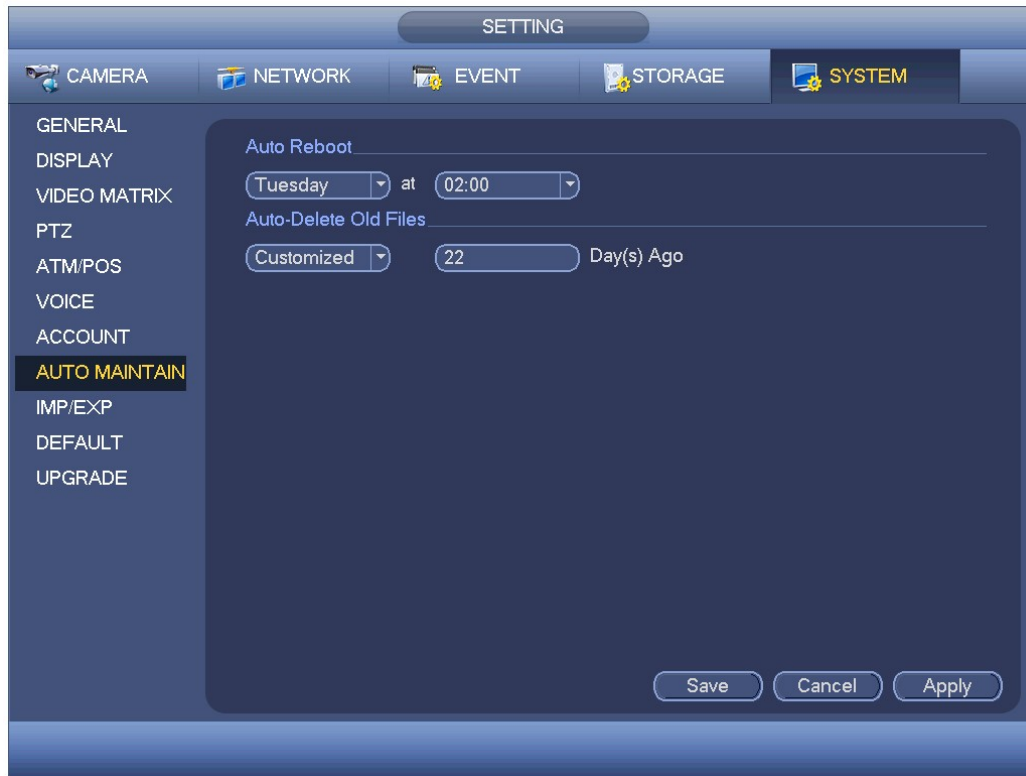 SETTING
CAMERA NETWORK EVENT STORAGE SYSTEM
GENERAL
DISPLAY
VIDEO MATRIX
PTZ
ATM/POS
VOICE
ACCOUNT
AUTO MAINTAIN
IMP/EXP
DEFAULT
UPGRADE
Auto Reboot
Tuesday at 02:00
Auto-Delete Old Files
Customized 22 Day(s) Ago
Save Cancel Apply